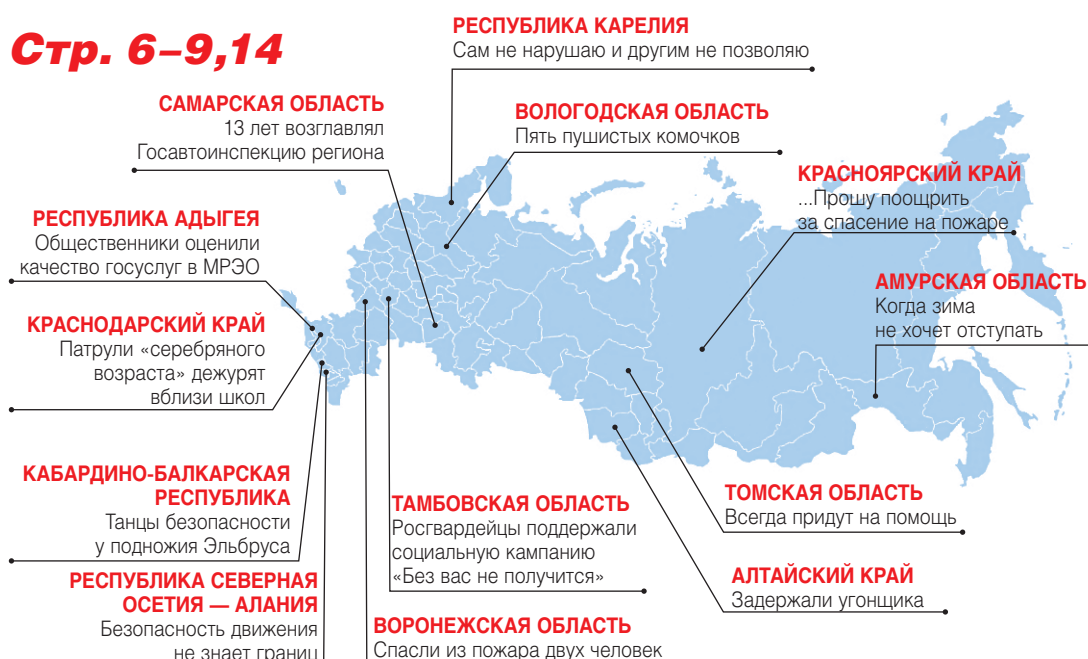 Стр. 6–9,14
РЕСПУБЛИКА КАРЕЛИЯ
Сам не нарушаю и другим не позволяю
САМАРСКАЯ ОБЛАСТЬ
13 лет возглавлял
Госавтоинспекцию региона
ВОЛОГОДСКАЯ ОБЛАСТЬ
Пять пушистых комочков
КРАСНОЯРСКИЙ КРАЙ
...Прошу поощрить
за спасение на пожаре
РЕСПУБЛИКА АДЫГЕЯ
Общественники оценили
качество госуслуг в МРЭО
АМУРСКАЯ ОБЛАСТЬ
Когда зима
не хочет отступать
КРАСНОДАРСКИЙ КРАЙ
Патрули «серебряного
возраста» дежурят
вблизи школ
КАБАРДИНО-БАЛКАРСКАЯ
РЕСПУБЛИКА
Танцы безопасности
у подножия Эльбруса
ТАМБОВСКАЯ ОБЛАСТЬ
Росгвардейцы поддержали
социальную кампанию
«Без вас не получится»
ТОМСКАЯ ОБЛАСТЬ
Всегда придут на помощь
АЛТАЙСКИЙ КРАЙ
Задержали угонщика
РЕСПУБЛИКА СЕВЕРНАЯ
ОСЕТИЯ — АЛАНИЯ
Безопасность движения
не знает границ
ВОРОНЕЖСКАЯ ОБЛАСТЬ
Спасли из пожара двух человек